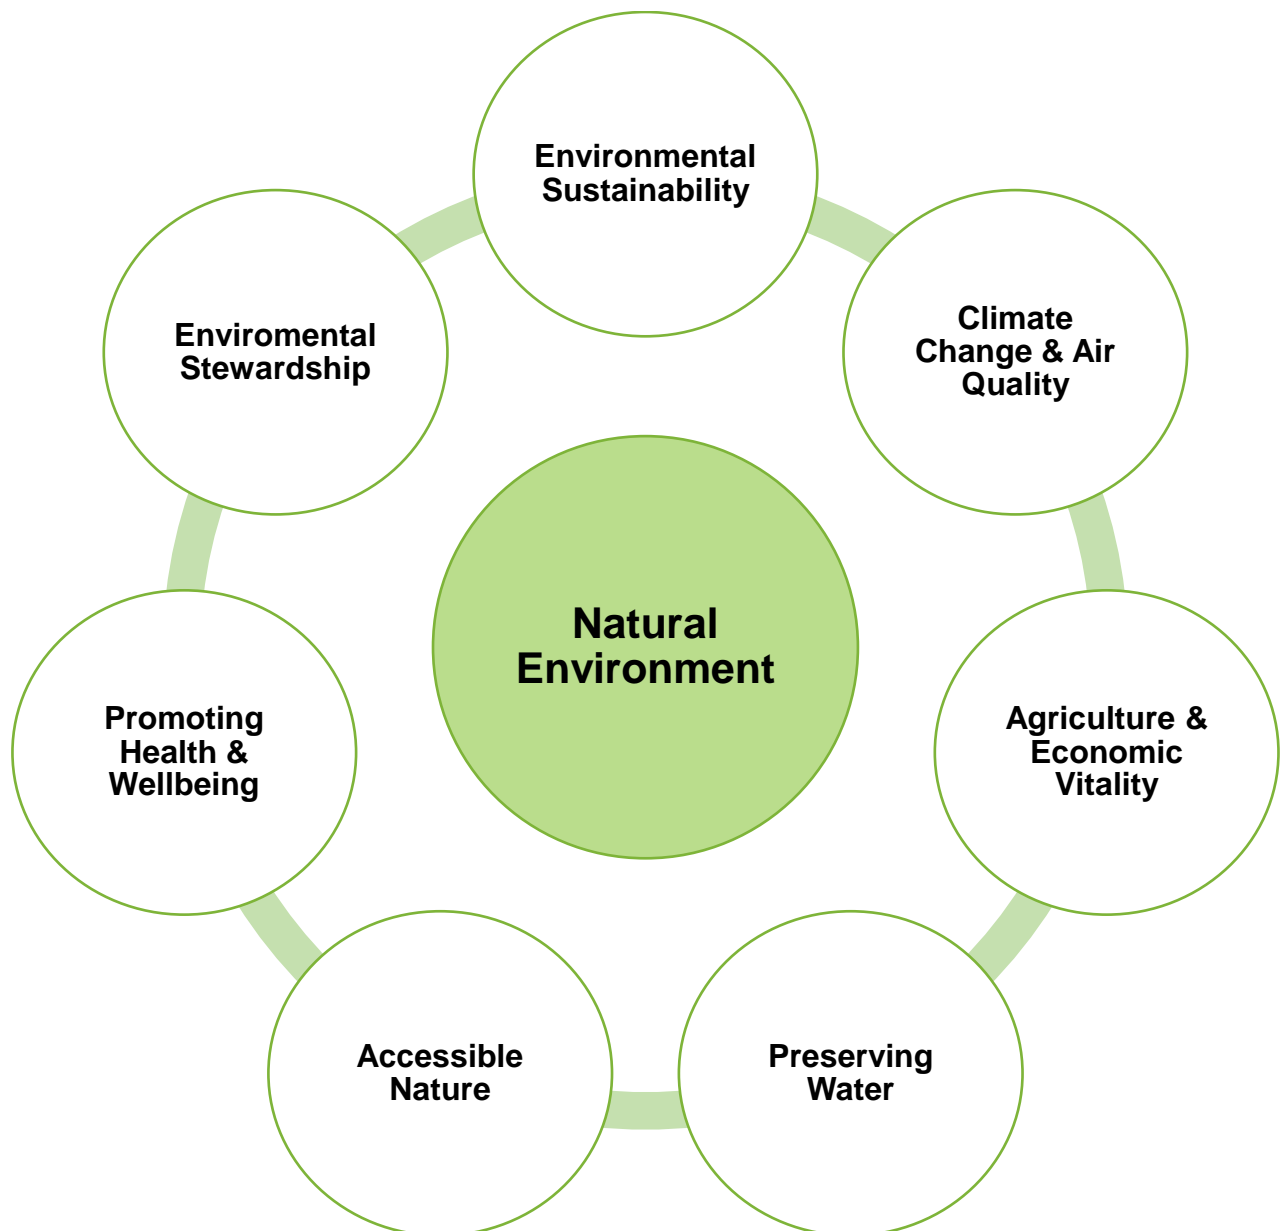 Environmental
Sustainability
Climate
Change & Air
Quality
Agriculture &
Economic
Vitality
Preserving
Water
Accessible
Nature
Promoting
Health &
Wellbeing
Enviromental
Stewardship
Natural
Environment